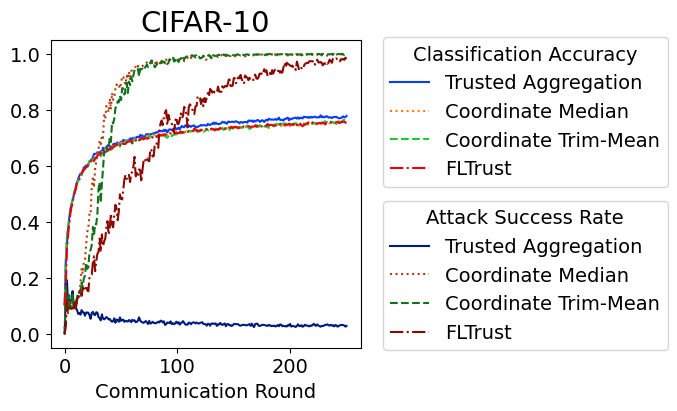 CIFAR-10
1.0
0.8
0.6
0.4
0.2
0.0
0
100
200
Communication Round
Classification Accuracy
Trusted Aggregation
Coordinate Median
Coordinate Trim-Mean
FLTrust
Attack Success Rate
Trusted Aggregation
Coordinate Median
Coordinate Trim-Mean
FLTrust